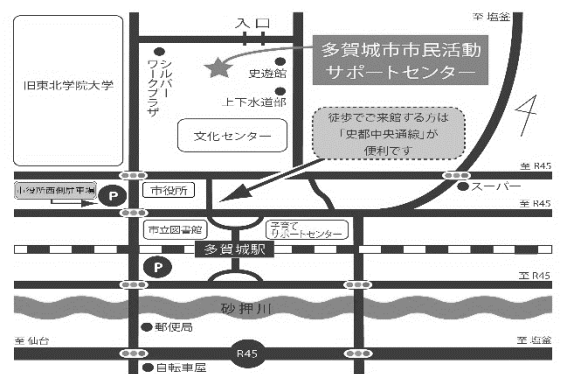 至 塩釜
入口
多賀城市市民活動
サポートセンター
シルバー
ワークプラザ
史遊館
旧東北学院大学
上下水道部
文化センター
徒歩でご来館する方は
「史都中央通線」が
便利です
至 R45
市役所西側駐車場
P
市役所
スーパー
至 R45
市立図書館
子育て
サポートセンター
多賀城駅
P
至 R45
砂押川
郵便局
至 仙台
R45
至 塩釜
自転車屋